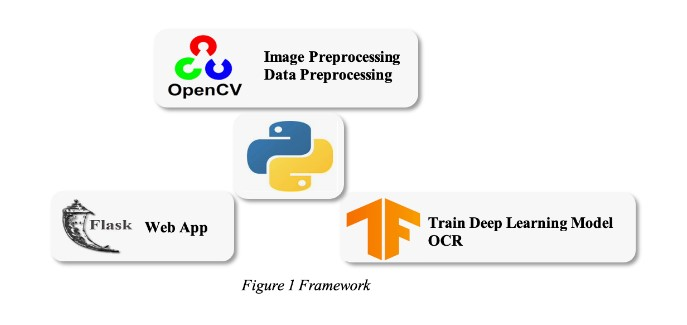 Image Preprocessing
Data Preprocessing
OpenCV
Flask Web App
Train Deep Learning Model
OCR
Figure 1 Framework